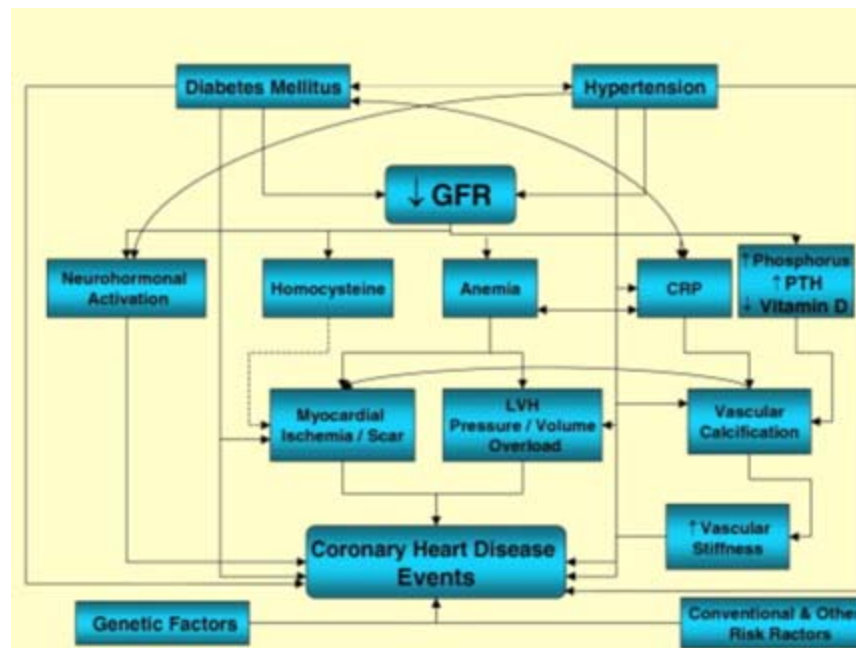 Diabetes Mellitus
Hypertension
↓ GFR
Neurohormonal
Activation
Homocysteine
Anemia
CRP
↑Phosphorus
↑PTH
↓ Vitamin D
Myocardial
Ischemia / Scar
LVH
Pressure / Volume
Overload
Vascular
Calcification
↑Vascular
Stiffness
Coronary Heart Disease
Events
Genetic Factors
Conventional & Othe
Risk Ractors